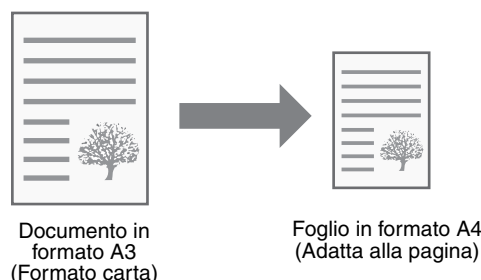 Documento in
formato A3
(Formato carta)
Foglio in formato A4
(Adatta alla pagina)